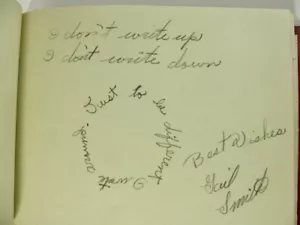 I don't write up
I don't write down
Just to be different
I write around.
Best Wishes
Gail
Smith